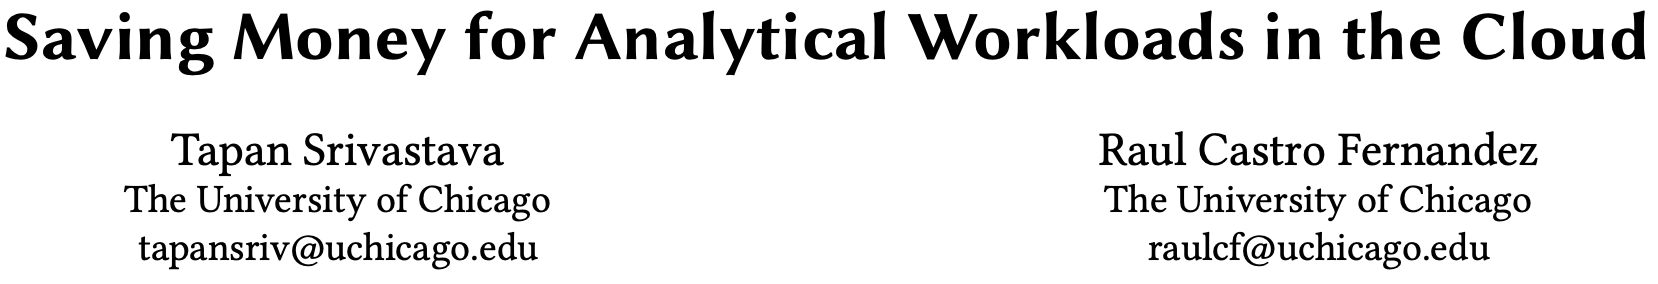 Saving Money for Analytical Workloads in the Cloud
Tapan Srivastava
The University of Chicago
tapansriv@uchicago.edu
Raul Castro Fernandez
The University of Chicago
raulcf@uchicago.edu